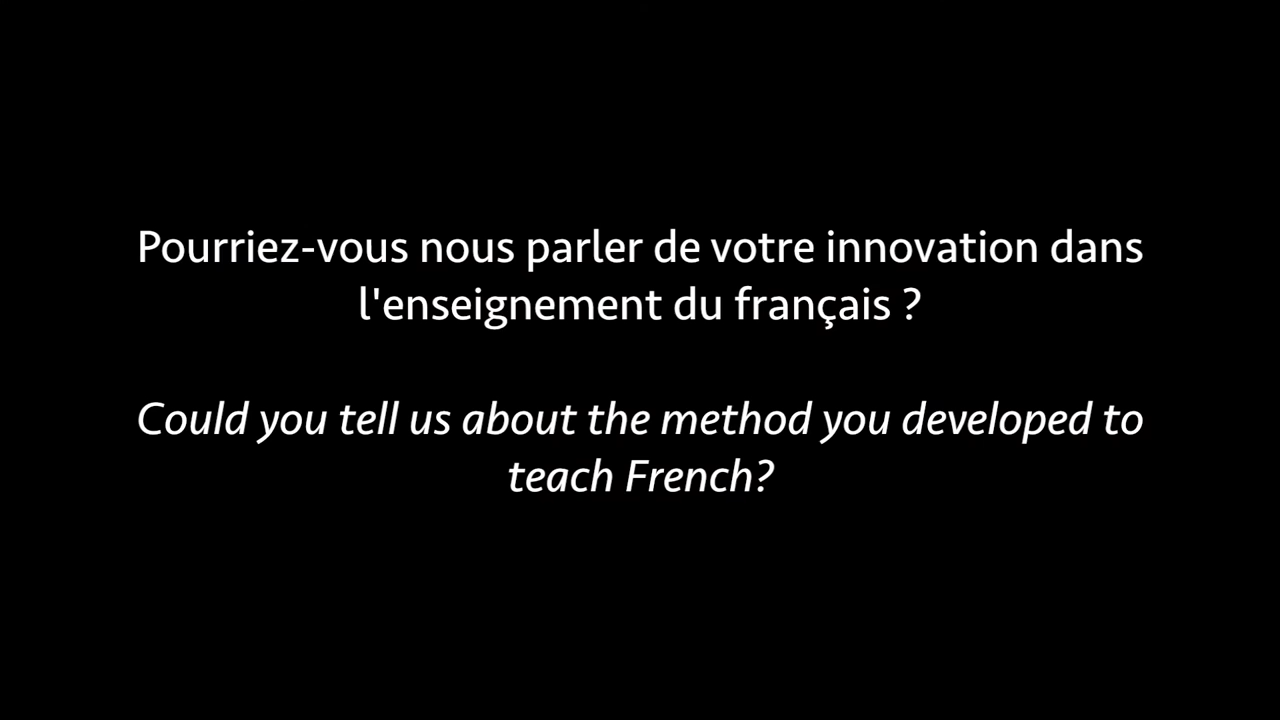 Pourriez-vous nous parler de votre innovation dans
l'enseignement du français ?
Could you tell us about the method you developed to
teach French?